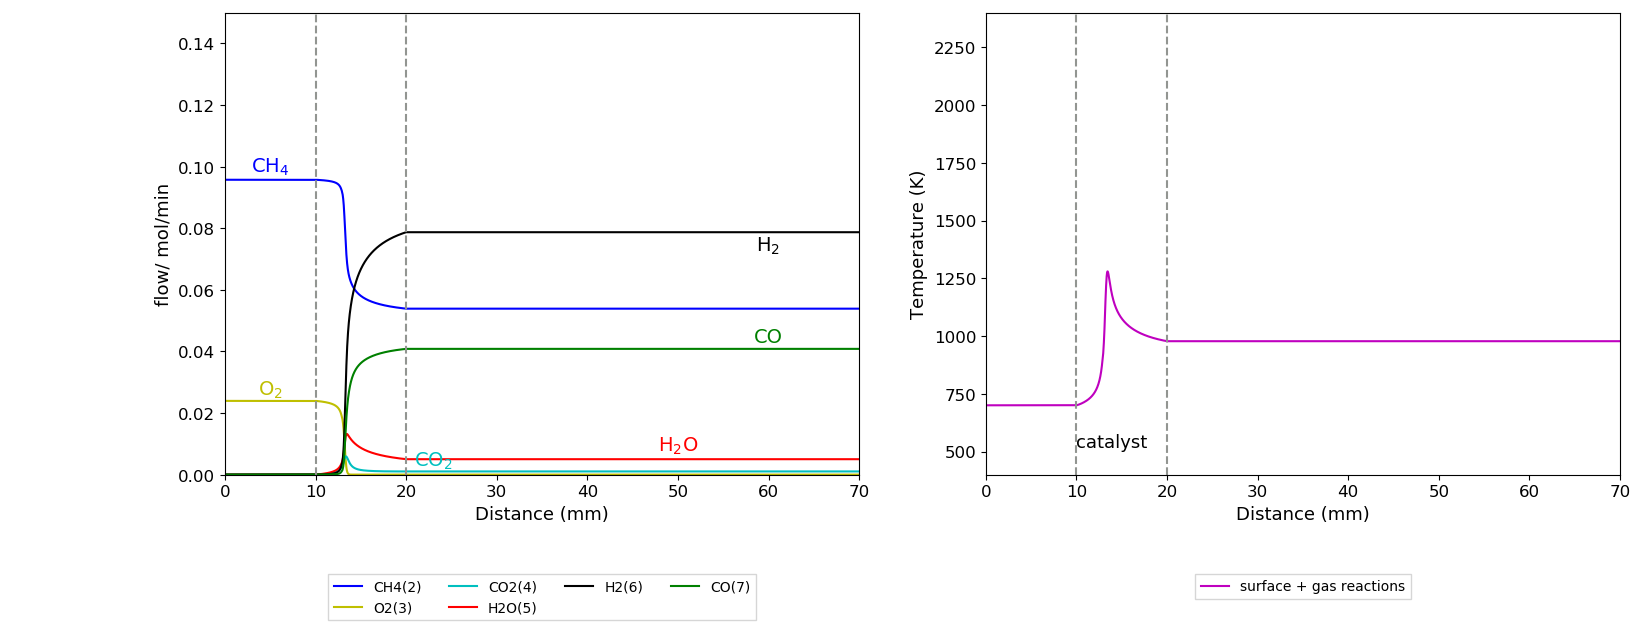 0.14
0.12
0.10
0.08
0.06
0.04
0.02
0.00
flow/ mol/min
CH4
O2
H2
CO
H2O
CO2
0 10 20 30 40 50 60 70
Distance (mm)
CH4(2) CO2(4) H2(6) CO(7)
O2(3) H2O(5)
2250
2000
1750
1500
1250
1000
750
500
Temperature (K)
catalyst
0 10 20 30 40 50 60 70
Distance (mm)
surface + gas reactions